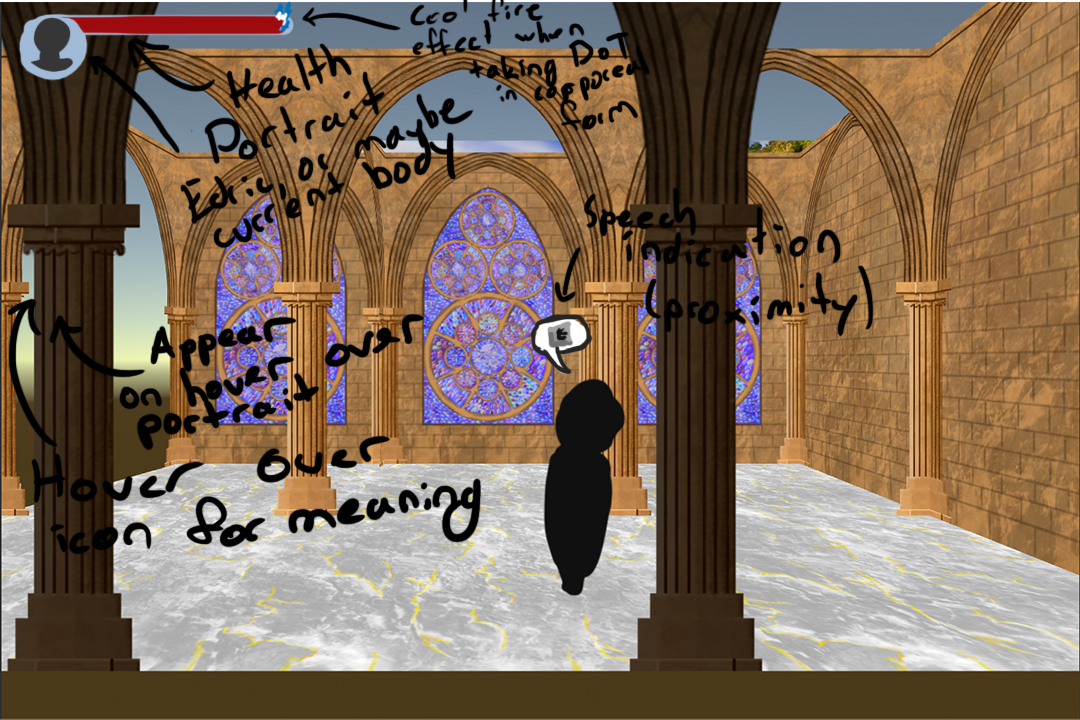 Cool fire
effect when
taking DoT
in corporeal
form
Health
Portrait
Edric, or maybe
current body
Speech
indication
(proximity)
E
Appear
on hover over
portrait
Hover over
icon for meaning